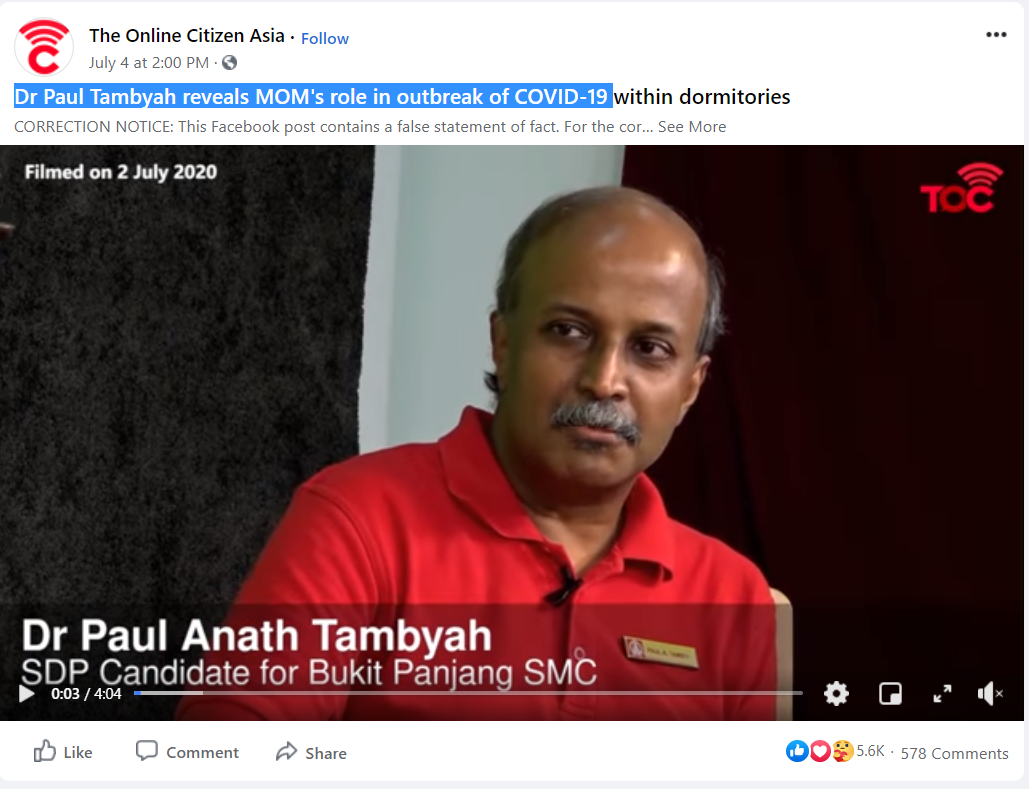 The Online Citizen Asia · Follow
July 4 at 2:00 PM ·
Dr Paul Tambyah reveals MOM's role in outbreak of COVID-19 within dormitories
CORRECTION NOTICE: This Facebook post contains a false statement of fact. For the cor... See More
Filmed on 2 July 2020
TOC
Dr Paul Anath Tambyah
SDP Candidate for Bukit Panjang SMC
0:03 / 4:04
Like Comment Share 5.6K · 578 Comments